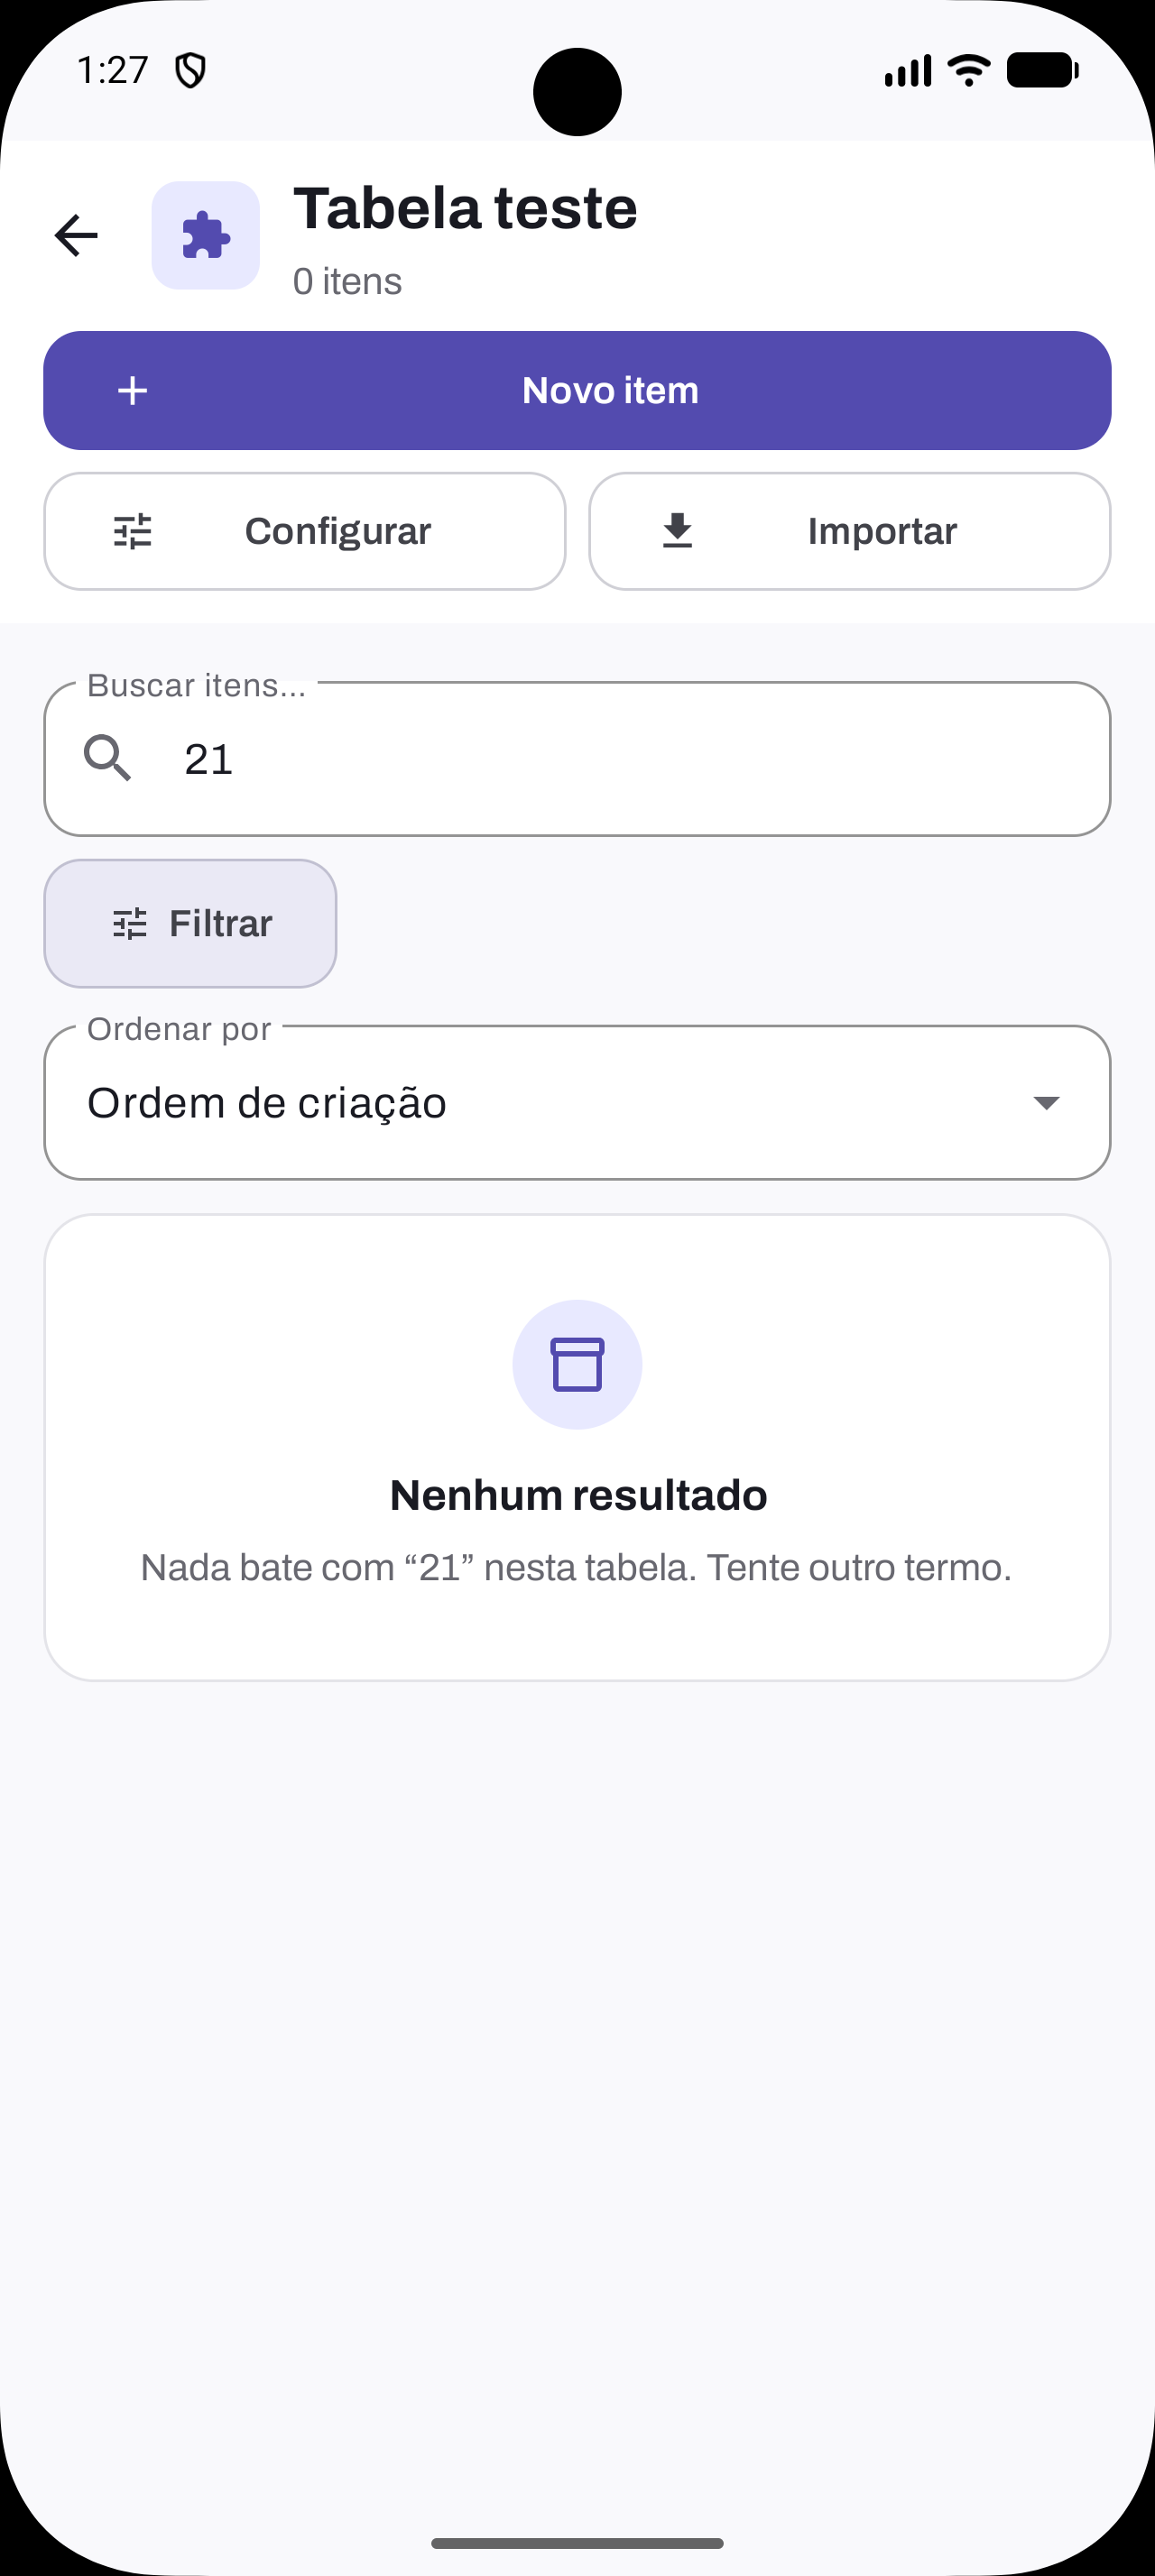 1:27
Tabela teste
0 itens
Novo item
Configurar
Importar
Buscar itens...
21
Filtrar
Ordenar por
Ordem de criação
Nenhum resultado
Nada bate com “21” nesta tabela. Tente outro termo.